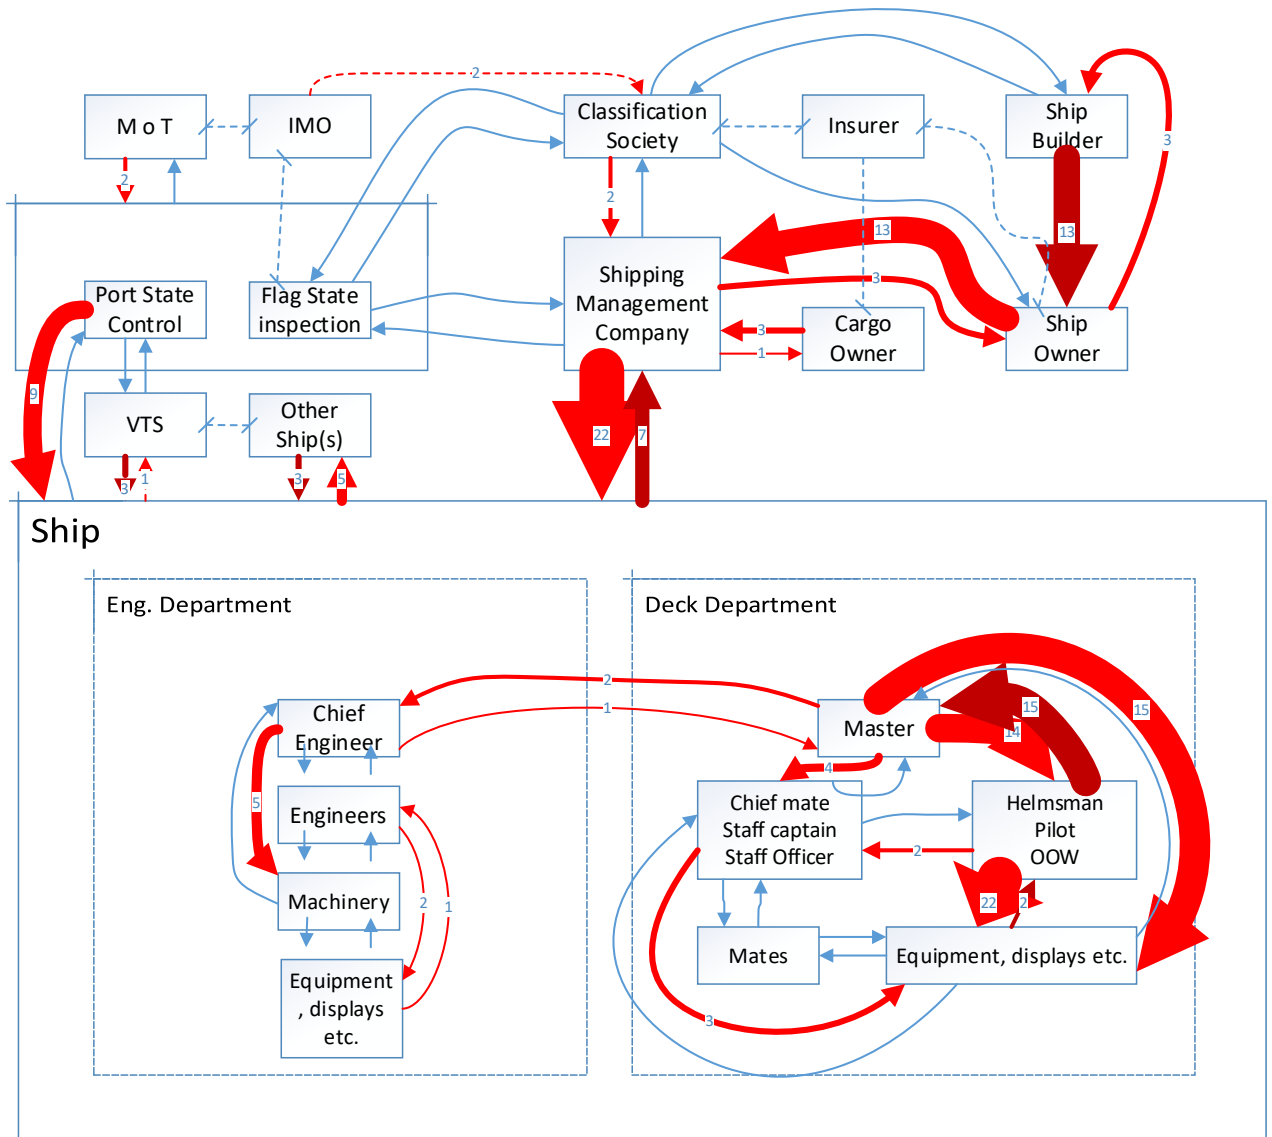 2
M o T
IMO
Classification
Society
Insurer
Ship
Builder
3
2
2
13
13
Port State
Control
Flag State
inspection
Shipping
Management
Company
3
3
1
Cargo
Owner
Ship
Owner
9
VTS
Other
Ship(s)
3
1
3
5
22
7
Ship
Eng. Department
Deck Department
2
1
Chief
Engineer
Master
15
14
15
4
5
Engineers
Chief mate
Staff captain
Staff Officer
Helmsman
Pilot
OOW
2
Machinery
2
1
22
2
Mates
Equipment, displays etc.
Equipment
, displays
etc.
3